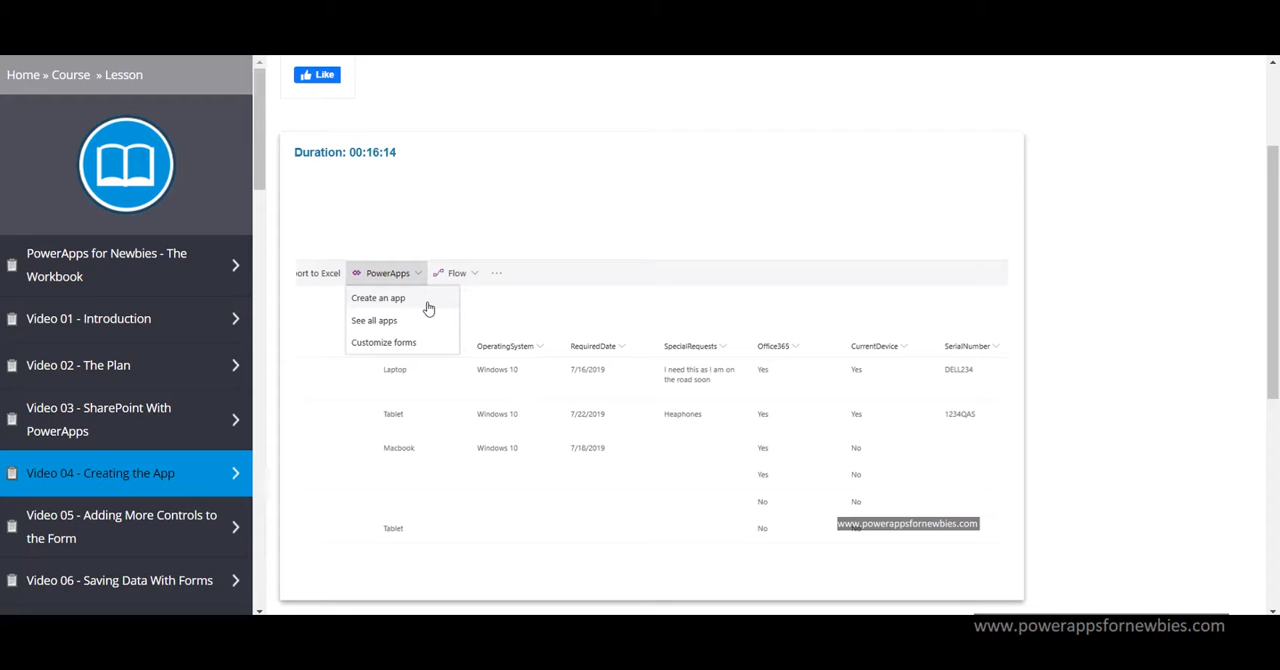 Home » Course » Lesson
Like
Duration: 00:16:14
PowerApps for Newbies - The
Workbook
Video 01 - Introduction
Video 02 - The Plan
Video 03 - SharePoint With
PowerApps
Video 04 - Creating the App
Video 05 - Adding More Controls to
the Form
Video 06 - Saving Data With Forms
ort to Excel PowerApps Flow ...
Create an app
See all apps
Customize forms
OperatingSystem RequiredDate SpecialRequests Office365 CurrentDevice SerialNumber
Laptop Windows 10 7/16/2019 I need this as I am on Yes Yes DELL234
the road soon
Tablet Windows 10 7/22/2019 Heaphones Yes Yes 1234QAS
Macbook Windows 10 7/18/2019 Yes No
Yes No
No No
www.powerappsfornewbies.com
Tablet No
www.powerappsfornewbies.com